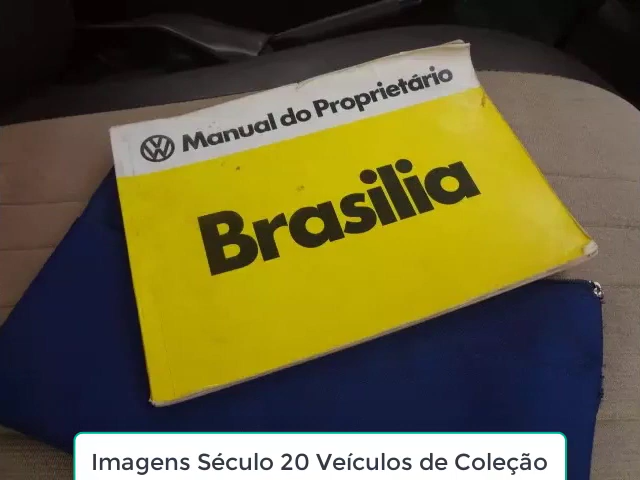 Manual do Proprietário
Brasilia
Imagens Século 20 Veículos de Coleção